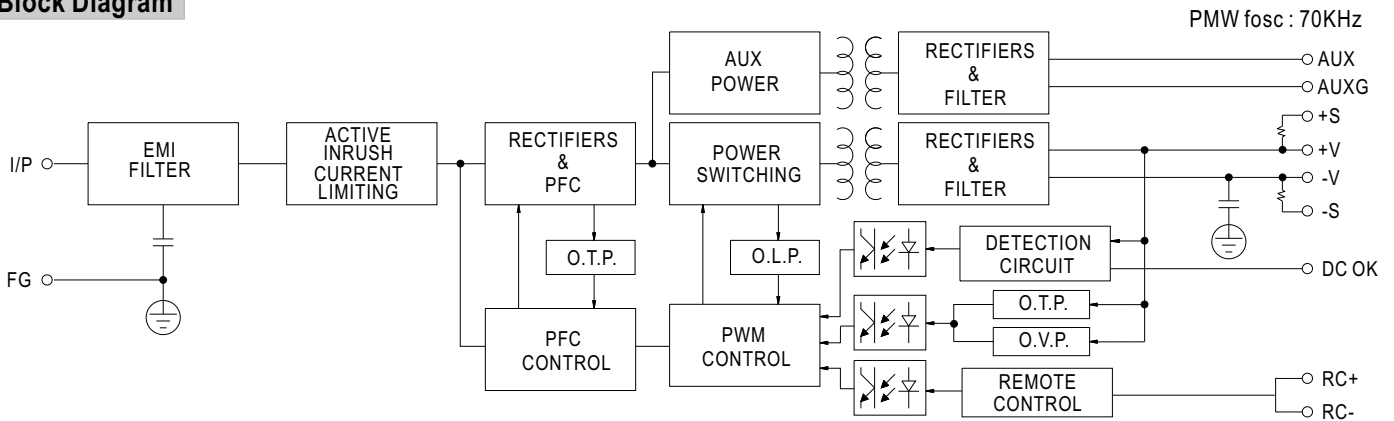 Block Diagram
PMW fosc : 70KHz
I/P
EMI
FILTER
FG
ACTIVE
INRUSH
CURRENT
LIMITING
RECTIFIERS
&
PFC
O.T.P.
PFC
CONTROL
AUX
POWER
POWER
SWITCHING
O.L.P.
PWM
CONTROL
RECTIFIERS
&
FILTER
RECTIFIERS
&
FILTER
DETECTION
CIRCUIT
O.T.P.
O.V.P.
REMOTE
CONTROL
AUX
AUXG
+S
+V
-V
-S
DC OK
RC+
RC-